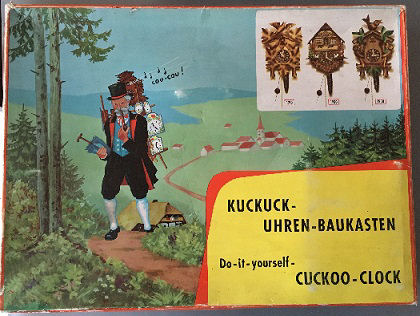 cou-cou!
KUCKUCK-
UHREN-BAUKASTEN
Do-it-yourself-
CUCKOO-CLOCK